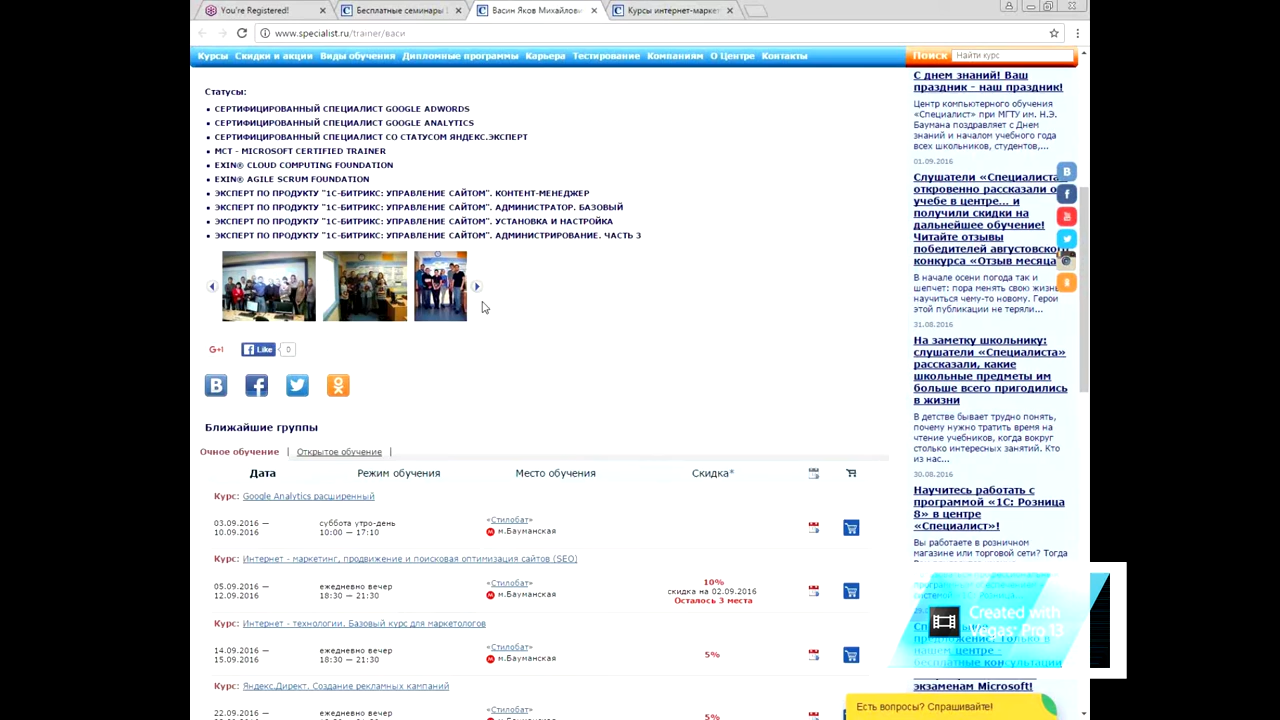 You're Registered!
Бесплатные семинары
Васин Яков Михайлови
Курсы интернет-маркет
www.specialist.ru/trainer/васи
Курсы Скидки и акции Виды обучения Дипломные программы Карьера Тестирование Компаниям О Центре Контакты
Поиск Найти курс
Статусы:
СЕРТИФИЦИРОВАННЫЙ СПЕЦИАЛИСТ GOOGLE ADWORDS
СЕРТИФИЦИРОВАННЫЙ СПЕЦИАЛИСТ GOOGLE ANALYTICS
СЕРТИФИЦИРОВАННЫЙ СПЕЦИАЛИСТ СО СТАТУСОМ ЯНДЕКС.ЭКСПЕРТ
MCT - MICROSOFT CERTIFIED TRAINER
EXIN® CLOUD COMPUTING FOUNDATION
EXIN® AGILE SCRUM FOUNDATION
ЭКСПЕРТ ПО ПРОДУКТУ "1С-БИТРИКС: УПРАВЛЕНИЕ САЙТОМ". КОНТЕНТ-МЕНЕДЖЕР
ЭКСПЕРТ ПО ПРОДУКТУ "1С-БИТРИКС: УПРАВЛЕНИЕ САЙТОМ". АДМИНИСТРАТОР. БАЗОВЫЙ
ЭКСПЕРТ ПО ПРОДУКТУ "1С-БИТРИКС: УПРАВЛЕНИЕ САЙТОМ". УСТАНОВКА И НАСТРОЙКА
ЭКСПЕРТ ПО ПРОДУКТУ "1С-БИТРИКС: УПРАВЛЕНИЕ САЙТОМ". АДМИНИСТРИРОВАНИЕ. ЧАСТЬ 3
G+1 Like 0
Ближайшие группы
Очное обучение | Открытое обучение |
Дата Режим обучения Место обучения Скидка*
Курс: Google Analytics расширенный
03.09.2016 — суббота утро-день «Стилобат»
10.09.2016 10:00 — 17:10 м.Бауманская
Курс: Интернет - маркетинг, продвижение и поисковая оптимизация сайтов (SEO)
10%
05.09.2016 — ежедневно вечер «Стилобат» скидка на 02.09.2016
12.09.2016 18:30 — 21:30 м.Бауманская Осталось 3 места
Курс: Интернет - технологии. Базовый курс для маркетологов
14.09.2016 — ежедневно вечер «Стилобат» 5%
15.09.2016 18:30 — 21:30 м.Бауманская
Курс: Яндекс.Директ. Создание рекламных кампаний
22.09.2016 — ежедневно вечер «Стилобат» 5%
С днем знаний! Ваш
праздник - наш праздник!
Центр компьютерного обучения
«Специалист» при МГТУ им. Н.Э.
Баумана поздравляет с Днем
знаний и началом учебного года
всех школьников, студентов,...
01.09.2016
Слушатели «Специалиста»
откровенно рассказали о
учебе в центре... и
получили скидки на
дальнейшее обучение!
Читайте отзывы
победителей августовского
конкурса «Отзыв месяца
В начале осени погода так и
шепчет: пора менять свою жизнь
научиться чему-то новому. Герои
этой публикации не теряли...
31.08.2016
На заметку школьнику:
слушатели «Специалиста»
рассказали, какие
школьные предметы им
больше всего пригодились
в жизни
В детстве бывает трудно понять,
почему нужно тратить время на
чтение учебников, когда вокруг
столько интересных занятий. Кто
из нас...
30.08.2016
Научитесь работать с
программой «1С: Розница
8» в центре
«Специалист»!
Вы работаете в розничном
магазине или торговой сети? Тогда
Created with
Vegas Pro 13
предложение: Только в
нашем центре -
бесплатные консультации
экзаменам Microsoft!
Есть вопросы? Спрашивайте!